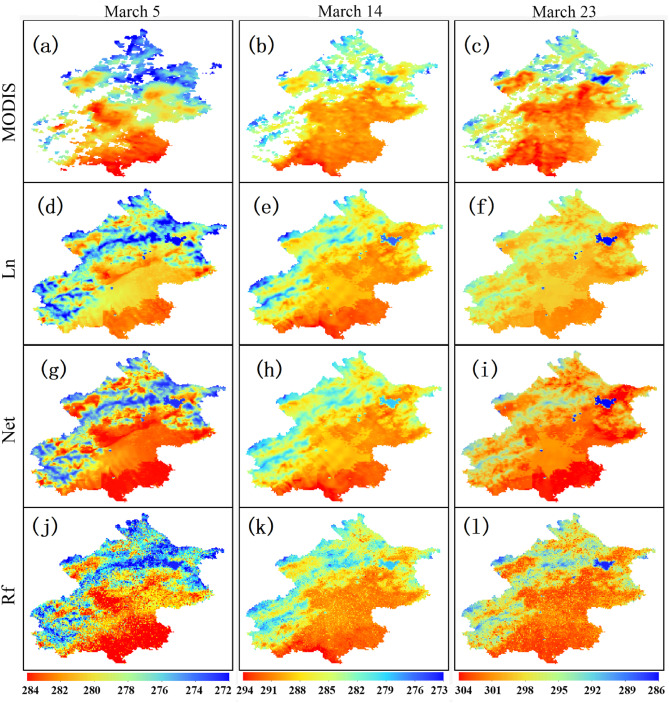 March 5 March 14 March 23
MODIS
(a) (b) (c)
Ln
(d) (e) (f)
Net
(g) (h) (i)
Rf
(j) (k) (l)
284 282 280 278 276 274 272 294 291 288 285 282 279 276 273 304 301 298 295 292 289 286